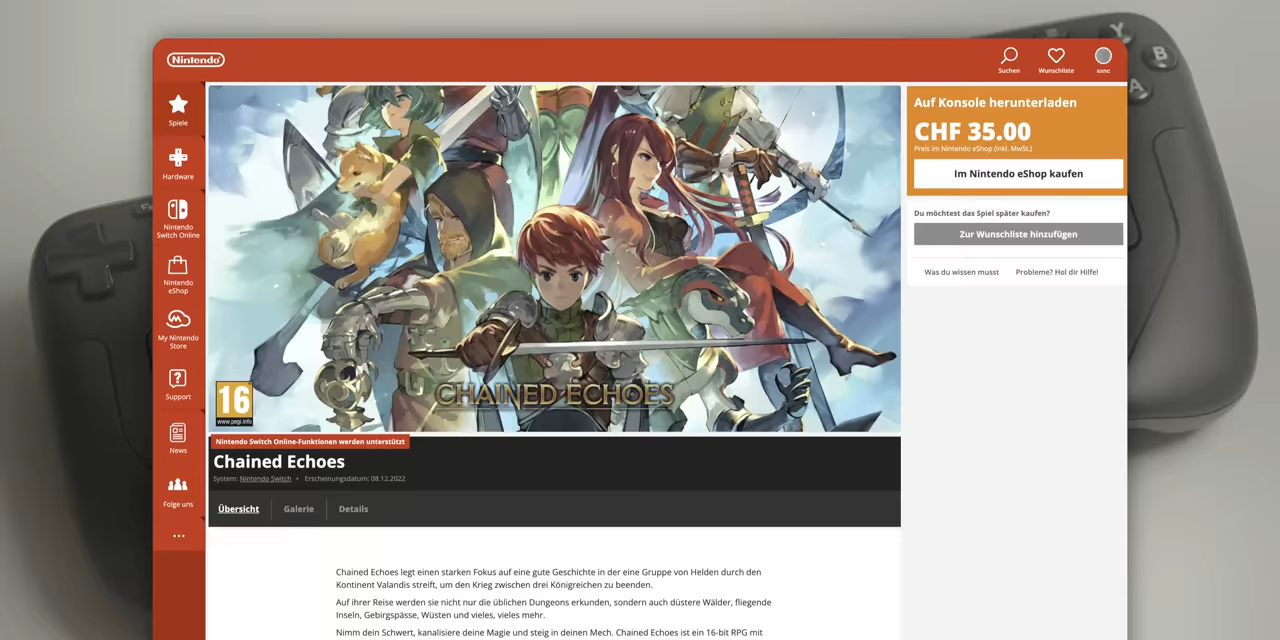 Nintendo
Suchen
Wunschliste
sxnc
Spiele
Hardware
Nintendo
Switch Online
Nintendo
eShop
My Nintendo
Store
Support
News
Folge uns
...
CHAINED ECHOES
16
www.pegi.info
Auf Konsole herunterladen
CHF 35.00
Preis im Nintendo eShop (Inkl. MwSt.)
Im Nintendo eShop kaufen
Du möchtest das Spiel später kaufen?
Zur Wunschliste hinzufügen
Was du wissen musst
Probleme? Hol dir Hilfe!
Nintendo Switch Online-Funktionen werden unterstützt
Chained Echoes
System: Nintendo Switch • Erscheinungsdatum: 08.12.2022
Übersicht
Galerie
Details
Chained Echoes legt einen starken Fokus auf eine gute Geschichte in der eine Gruppe von Helden durch den
Kontinent Valandis streift, um den Krieg zwischen drei Königreichen zu beenden.
Auf ihrer Reise werden sie nicht nur die üblichen Dungeons erkunden, sondern auch düstere Wälder, fliegende
Inseln, Gebirgspässe, Wüsten und vieles, vieles mehr.
Nimm dein Schwert, kanalisiere deine Magie und steig in deinen Mech. Chained Echoes ist ein 16-bit RPG mit
Y
B
A